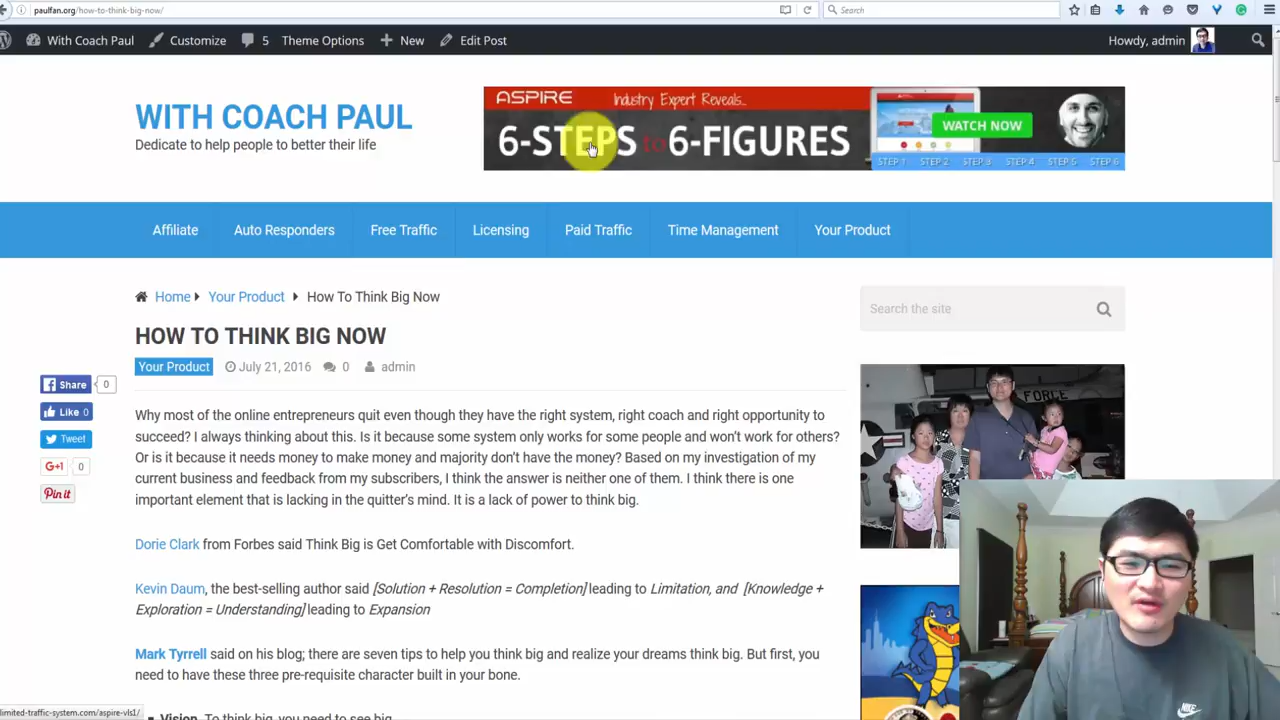 paulfan.org/how-to-think-big-now/
Search
With Coach Paul
Customize
5
Theme Options
New
Edit Post
Howdy, admin
WITH COACH PAUL
Dedicate to help people to better their life
ASPIRE
Industry Expert Reveals...
6-STEPS to 6-FIGURES
WATCH NOW
STEP 1 STEP 2 STEP 3 STEP 4 STEP 5 STEP 6
Affiliate
Auto Responders
Free Traffic
Licensing
Paid Traffic
Time Management
Your Product
Home
Your Product
How To Think Big Now
Search the site
HOW TO THINK BIG NOW
Your Product
July 21, 2016
0
admin
Share
0
Like 0
Tweet
G+1
0
Pin it
Why most of the online entrepreneurs quit even though they have the right system, right coach and right opportunity to
succeed? I always thinking about this. Is it because some system only works for some people and won't work for others?
Or is it because it needs money to make money and majority don't have the money? Based on my investigation of my
current business and feedback from my subscribers, I think the answer is neither one of them. I think there is one
important element that is lacking in the quitter's mind. It is a lack of power to think big.
Dorie Clark from Forbes said Think Big is Get Comfortable with Discomfort.
Kevin Daum, the best-selling author said [Solution + Resolution = Completion] leading to Limitation, and [Knowledge +
Exploration = Understanding] leading to Expansion
Mark Tyrrell said on his blog; there are seven tips to help you think big and realize your dreams think big. But first, you
need to have these three pre-requisite character built in your bone.
Vision. To think big, you need to see big
FORCE
limited-traffic-system.com/aspire-vls1/